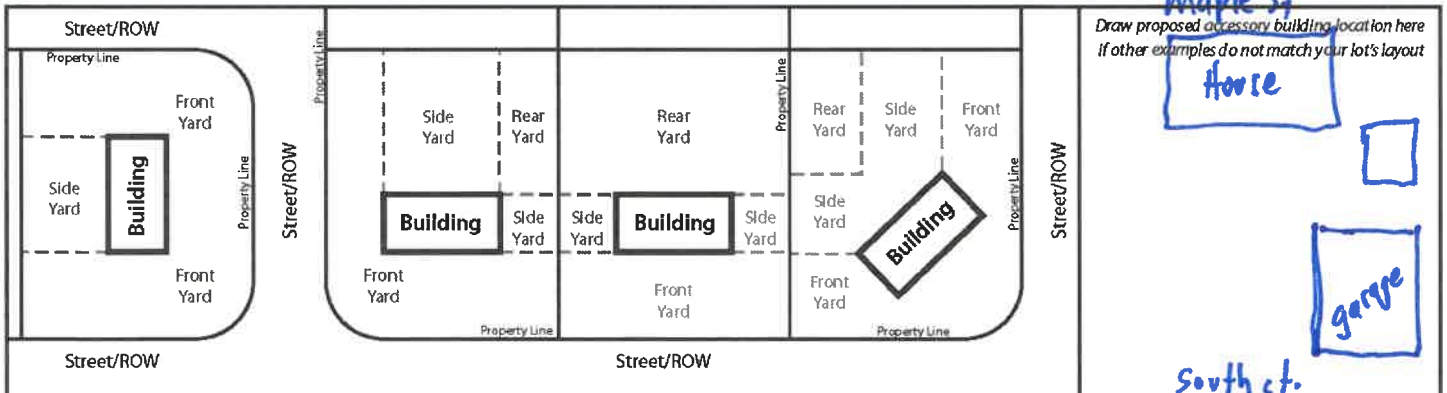 Street/ROW
Property Line
Front
Yard
Side
Yard
Building
Property Line
Front
Yard
Street/ROW
Street/ROW
Property Line
Side
Yard
Rear
Yard
Building
Side
Yard
Front
Yard
Property Line
Rear
Yard
Side
Yard
Building
Side
Yard
Front
Yard
Street/ROW
Property Line
Rear
Yard
Side
Yard
Front
Yard
Side
Yard
Building
Front
Yard
Property Line
Property Line
Street/ROW
Maple St
Draw proposed accessory building location here
if other examples do not match your lot's layout
House
garage
South ct.